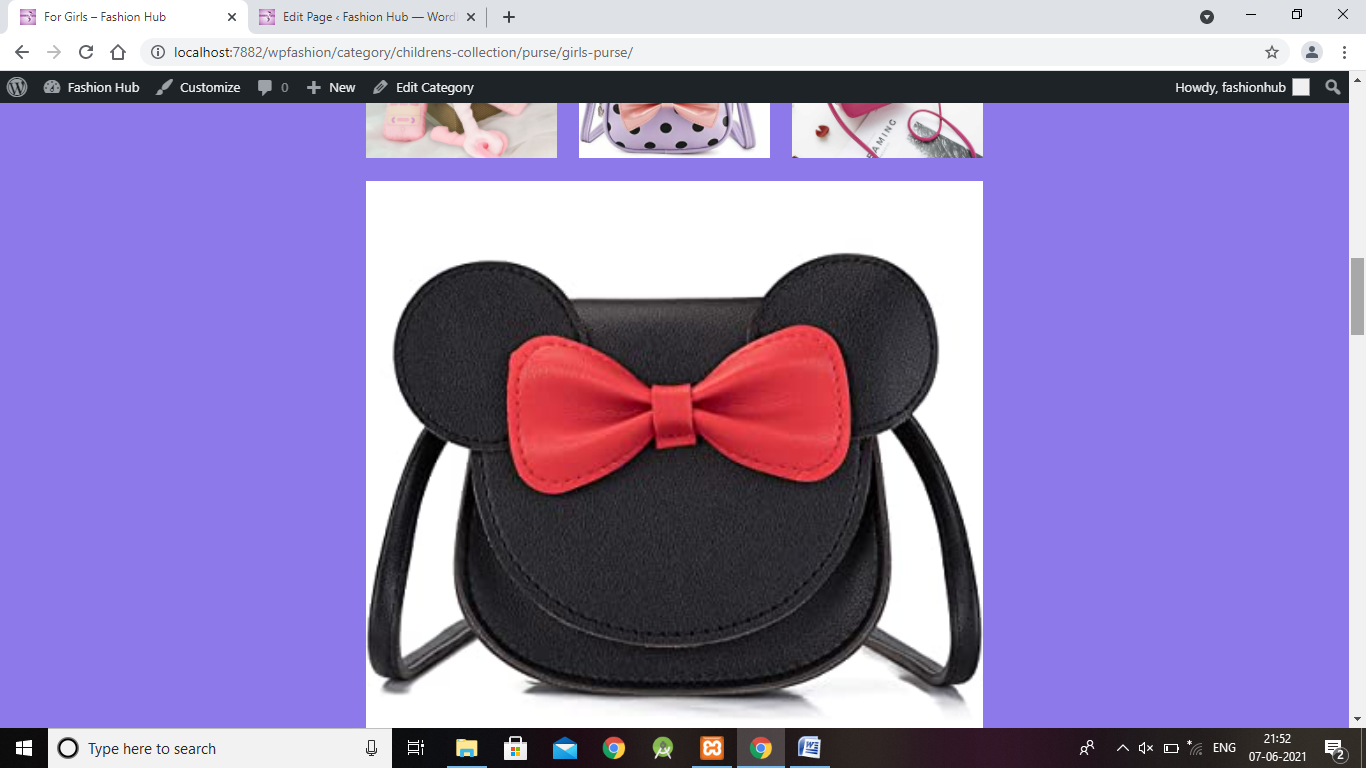 For Girls – Fashion Hub
Edit Page ‹ Fashion Hub — Word
localhost:7882/wpfashion/category/childrens-collection/purse/girls-purse/
Fashion Hub Customize 0 New Edit Category Howdy, fashionhub
EAMING
Type here to search
ENG
21:52
07-06-2021
2